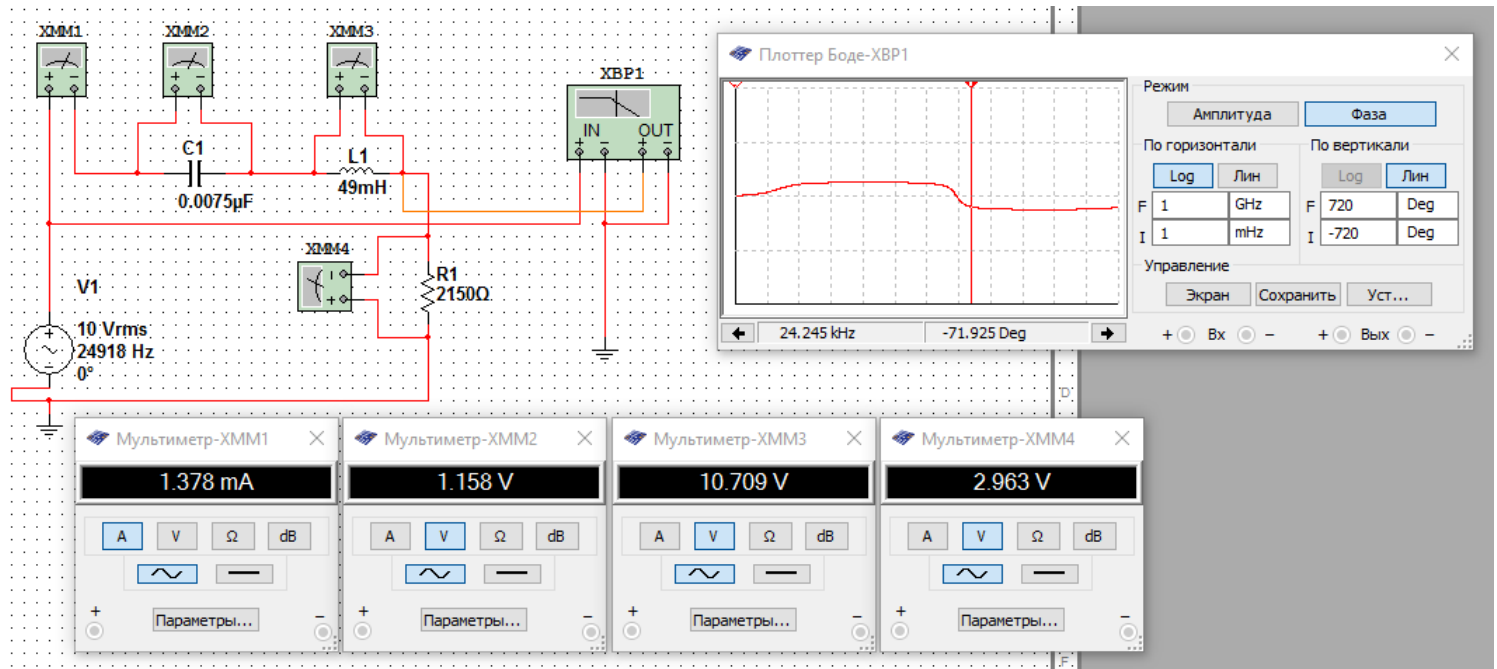 XMM1
XMM2
XMM3
XBP1
IN OUT
C1
0.0075µF
L1
49mH
XMM4
R1
2150Ω
V1
10 Vrms
24918 Hz
0°
Плоттер Боде-XBP1
Режим
Амплитуда Фаза
По горизонтали По вертикали
Log Лин Log Лин
F 1 GHz F 720 Deg
I 1 mHz I -720 Deg
Управление
Экран Сохранить Уст...
24.245 kHz -71.925 Deg
+ Вх − + Вых −
D
Мультиметр-XMM1
1.378 mA
A V Ω dB
+ Параметры... −
Мультиметр-XMM2
1.158 V
A V Ω dB
+ Параметры... −
Мультиметр-XMM3
10.709 V
A V Ω dB
+ Параметры... −
Мультиметр-XMM4
2.963 V
A V Ω dB
+ Параметры... −
F